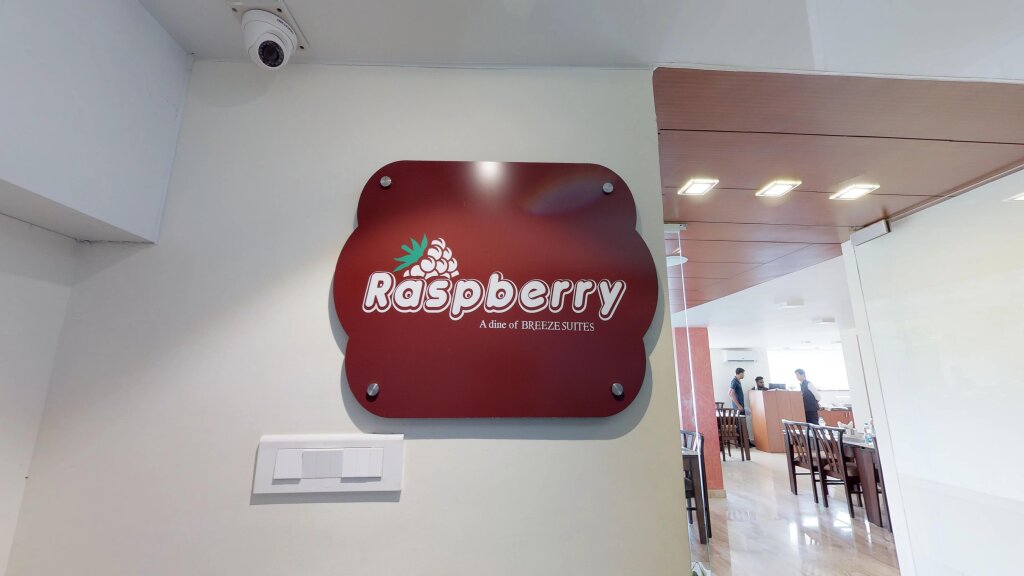 Raspberry
A dine of BREEZE SUITES